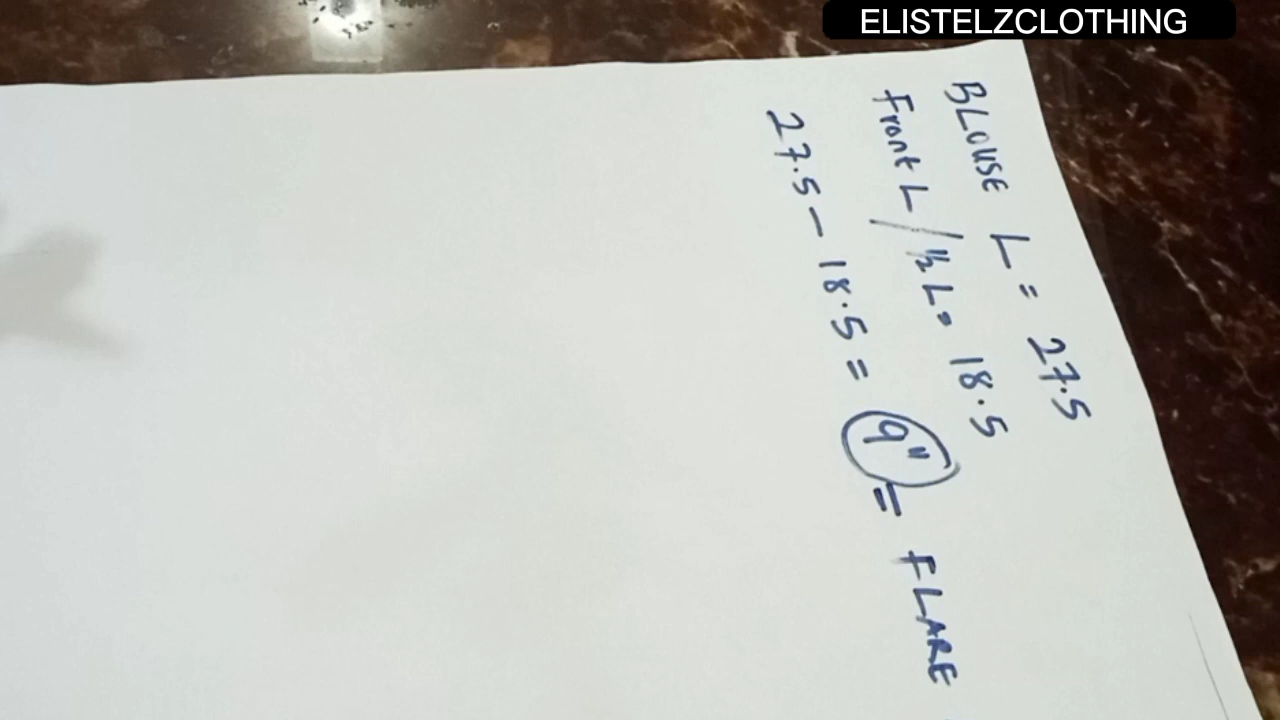 ELISTELZCLOTHING
BLOUSE L = 27.5
Front L / ½ L = 18.5
27.5 - 18.5 = 9" = FLARE